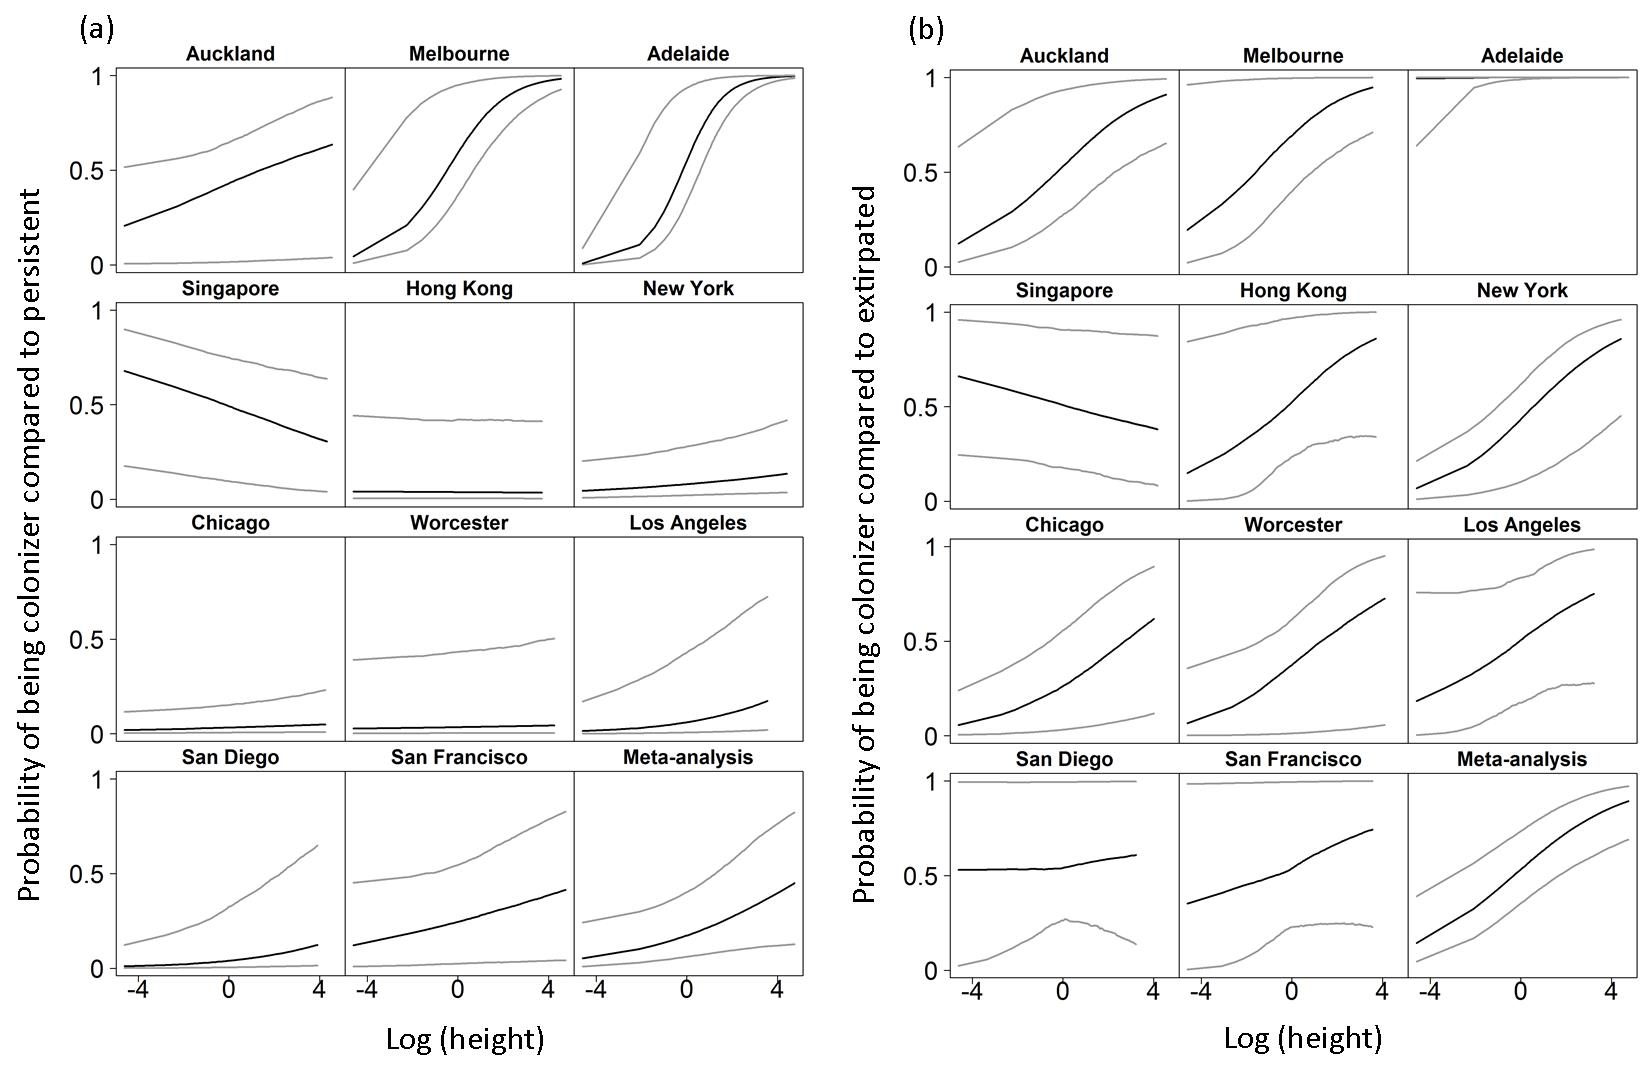 (a)
Probability of being colonizer compared to persistent
Auckland Melbourne Adelaide
1
0.5
0
Singapore Hong Kong New York
1
0.5
0
Chicago Worcester Los Angeles
1
0.5
0
San Diego San Francisco Meta-analysis
1
0.5
0
-4 0 4 -4 0 4 -4 0 4
Log (height)
(b)
Probability of being colonizer compared to extirpated
Auckland Melbourne Adelaide
1
0.5
0
Singapore Hong Kong New York
1
0.5
0
Chicago Worcester Los Angeles
1
0.5
0
San Diego San Francisco Meta-analysis
1
0.5
0
-4 0 4 -4 0 4 -4 0 4
Log (height)